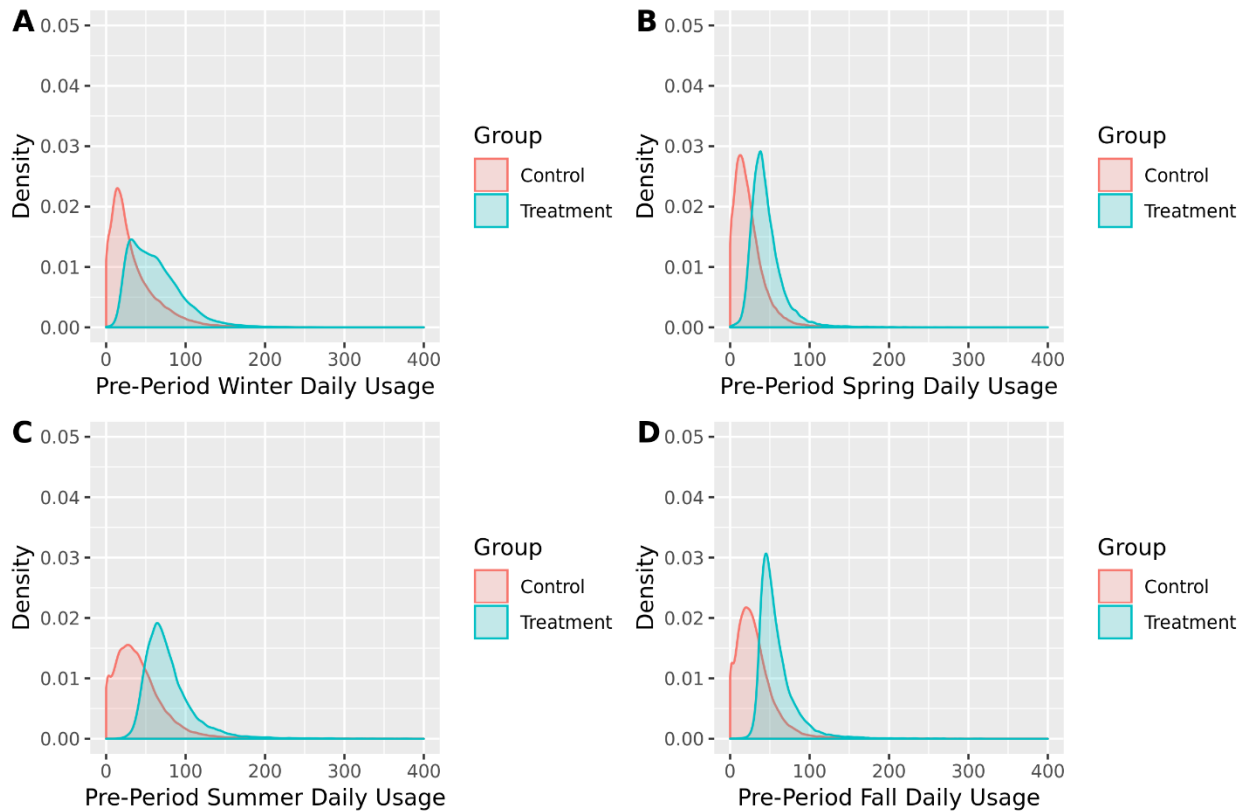 A
0.05
0.04
0.03
0.02
0.01
0.00
Density
0 100 200 300 400
Pre-Period Winter Daily Usage
Group
Control
Treatment
B
0.05
0.04
0.03
0.02
0.01
0.00
Density
0 100 200 300 400
Pre-Period Spring Daily Usage
Group
Control
Treatment
C
0.05
0.04
0.03
0.02
0.01
0.00
Density
0 100 200 300 400
Pre-Period Summer Daily Usage
Group
Control
Treatment
D
0.05
0.04
0.03
0.02
0.01
0.00
Density
0 100 200 300 400
Pre-Period Fall Daily Usage
Group
Control
Treatment